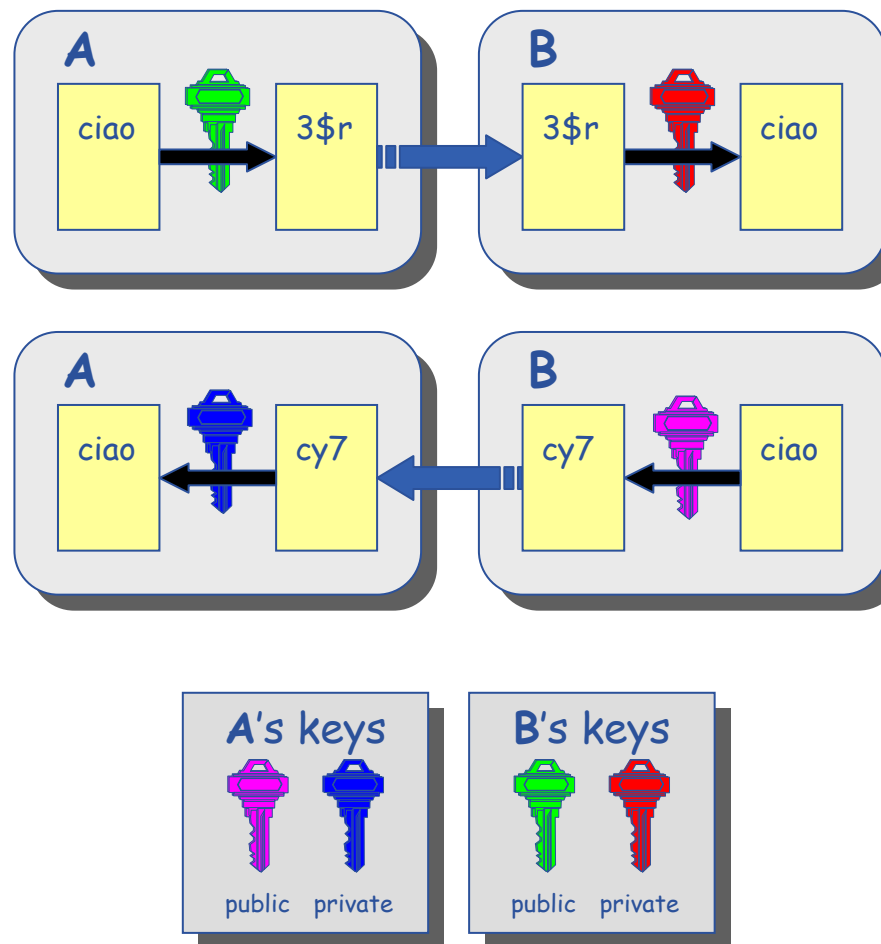 A
B
ciao
3$r
3$r
ciao
A
B
ciao
cy7
cy7
ciao
A's keys
B's keys
public
private
public
private